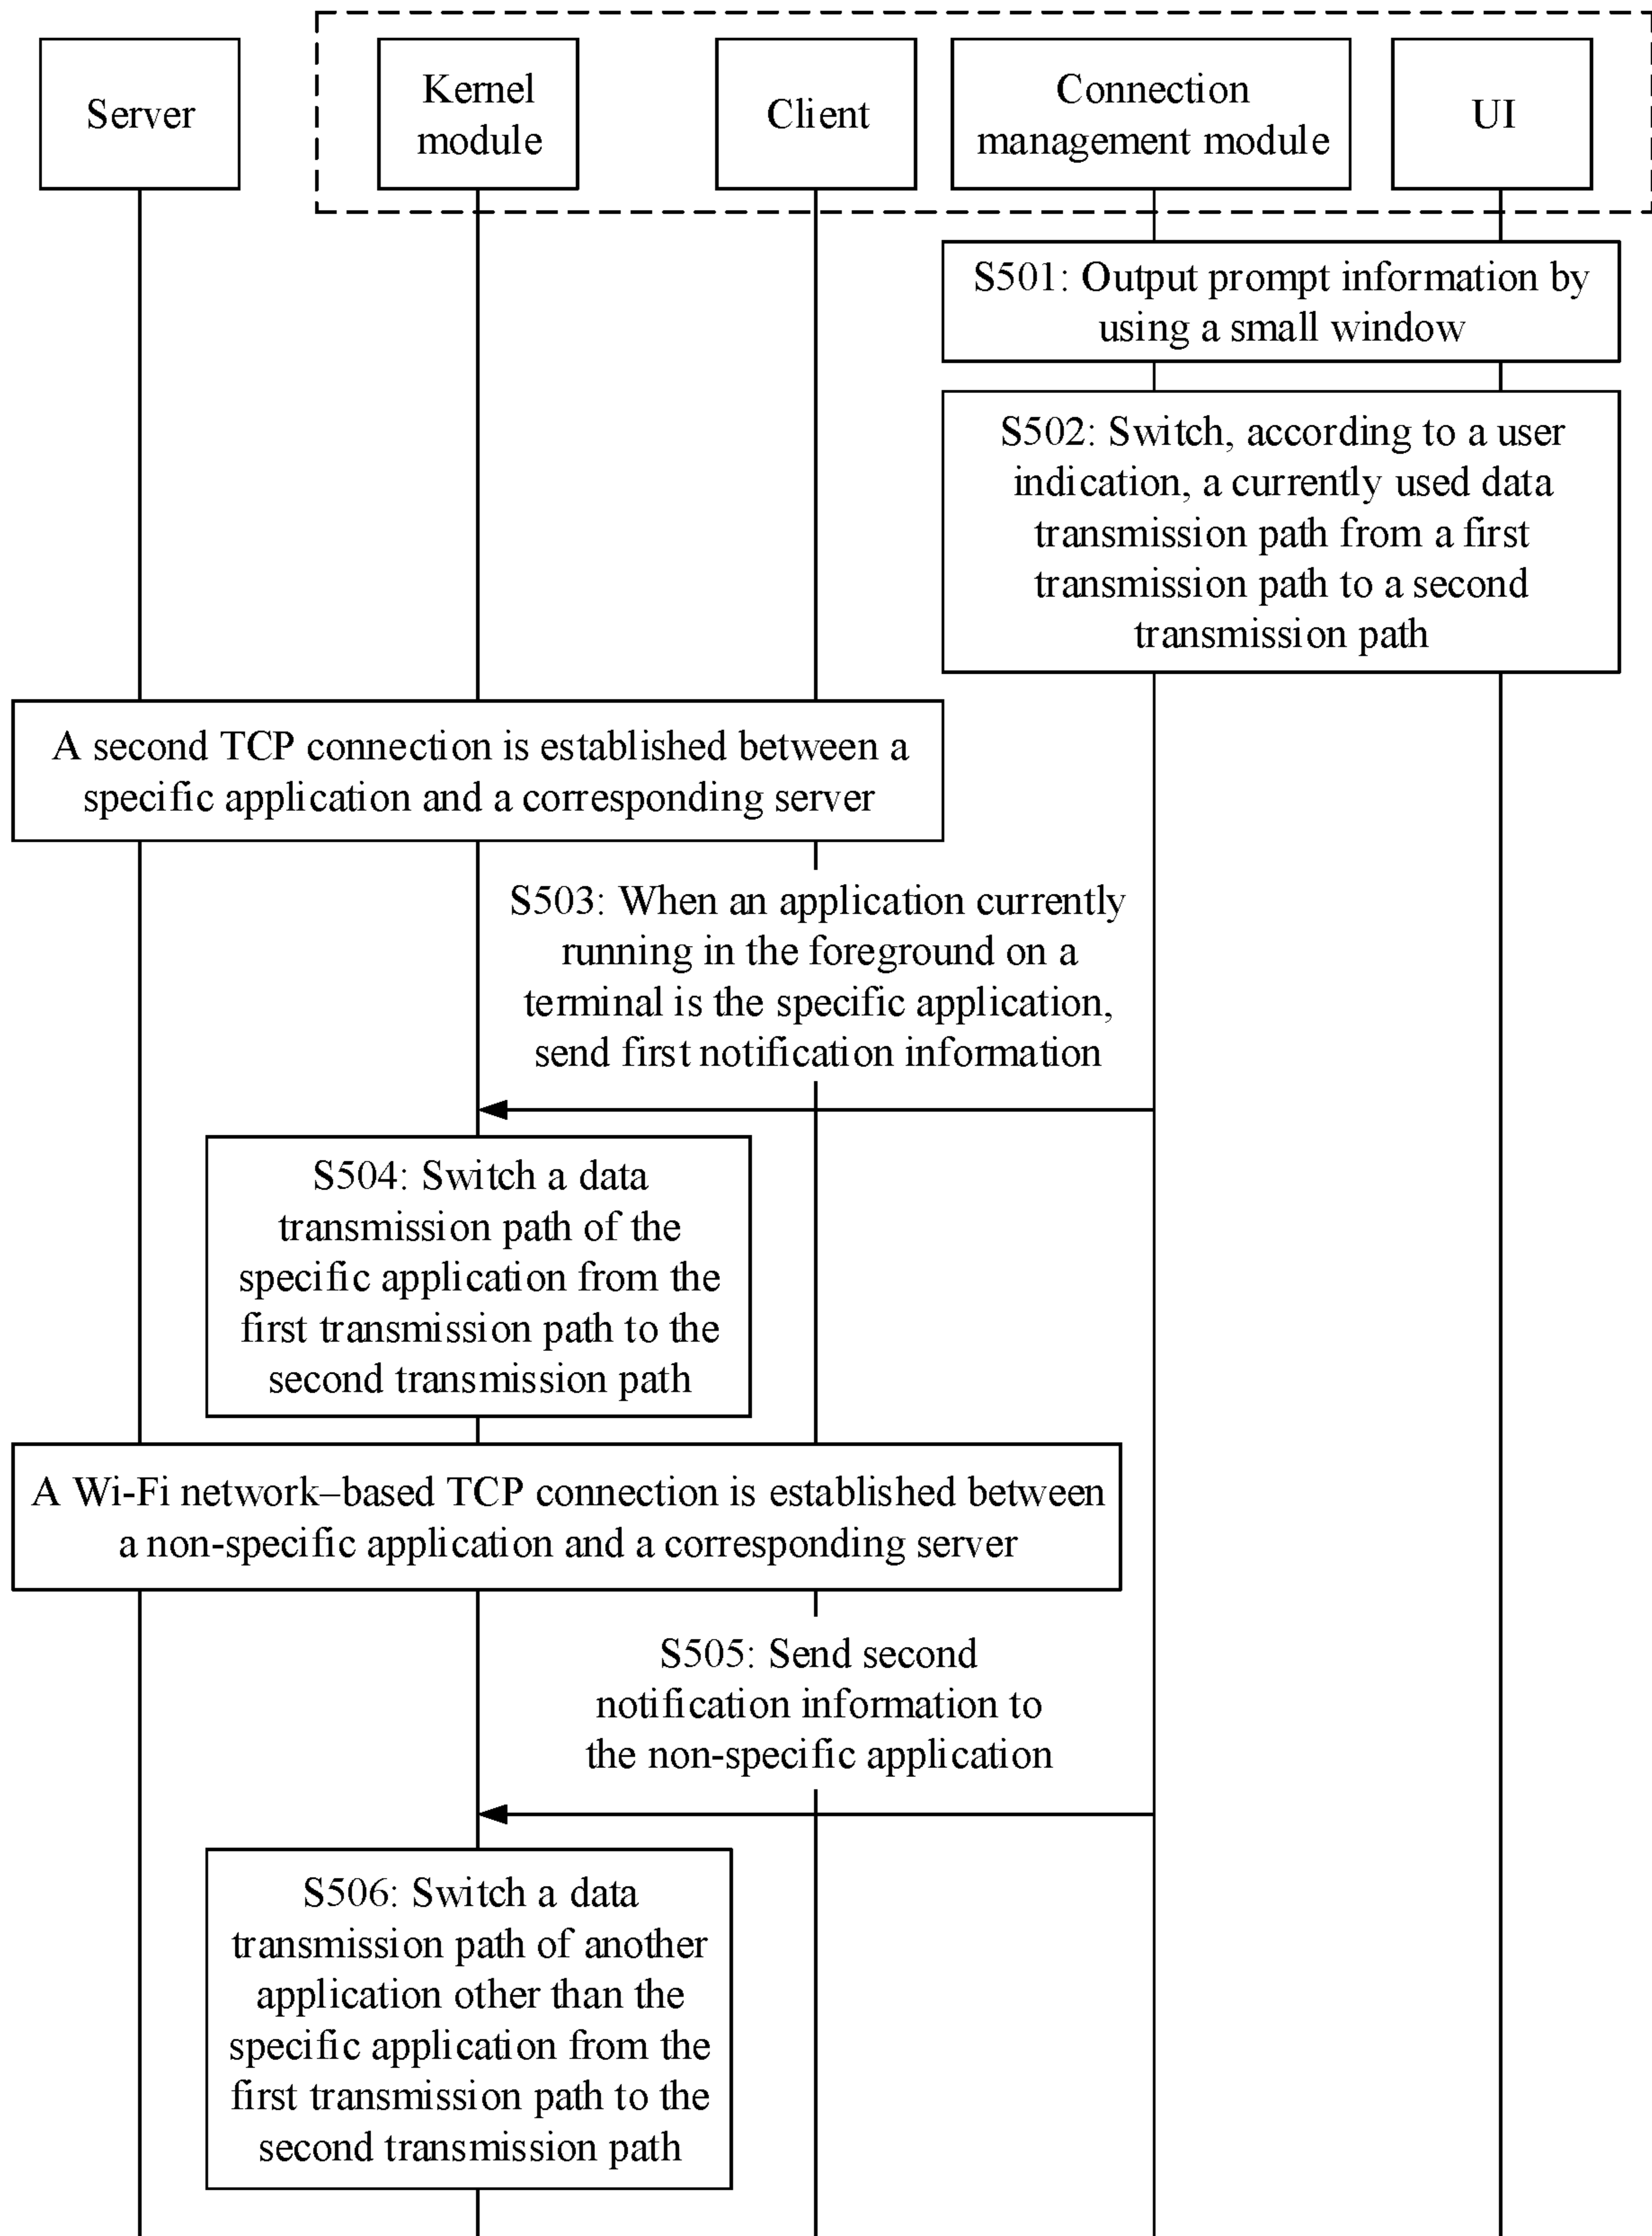 Server
Kernel
module
Client
Connection
management module
UI
S501: Output prompt information by
using a small window
S502: Switch, according to a user
indication, a currently used data
transmission path from a first
transmission path to a second
transmission path
A second TCP connection is established between a
specific application and a corresponding server
S503: When an application currently
running in the foreground on a
terminal is the specific application,
send first notification information
S504: Switch a data
transmission path of the
specific application from the
first transmission path to the
second transmission path
A Wi-Fi network–based TCP connection is established between
a non-specific application and a corresponding server
S505: Send second
notification information to
the non-specific application
S506: Switch a data
transmission path of another
application other than the
specific application from the
first transmission path to the
second transmission path